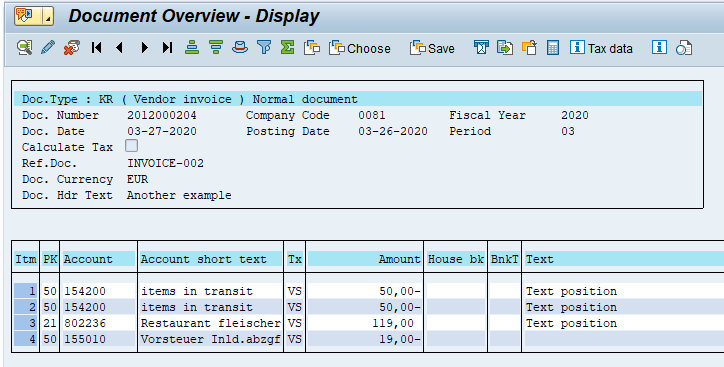 Document Overview - Display
Choose Save Tax data
Doc.Type : KR ( Vendor invoice ) Normal document
Doc. Number 2012000204 Company Code 0081 Fiscal Year 2020
Doc. Date 03-27-2020 Posting Date 03-26-2020 Period 03
Calculate Tax
Ref.Doc. INVOICE-002
Doc. Currency EUR
Doc. Hdr Text Another example
Itm PK Account Account short text Tx Amount House bk BnkT Text
1 50 154200 items in transit VS 50,00- Text position
2 50 154200 items in transit VS 50,00- Text position
3 21 802236 Restaurant fleischer VS 119,00 Text position
4 50 155010 Vorsteuer Inld.abzgf VS 19,00-